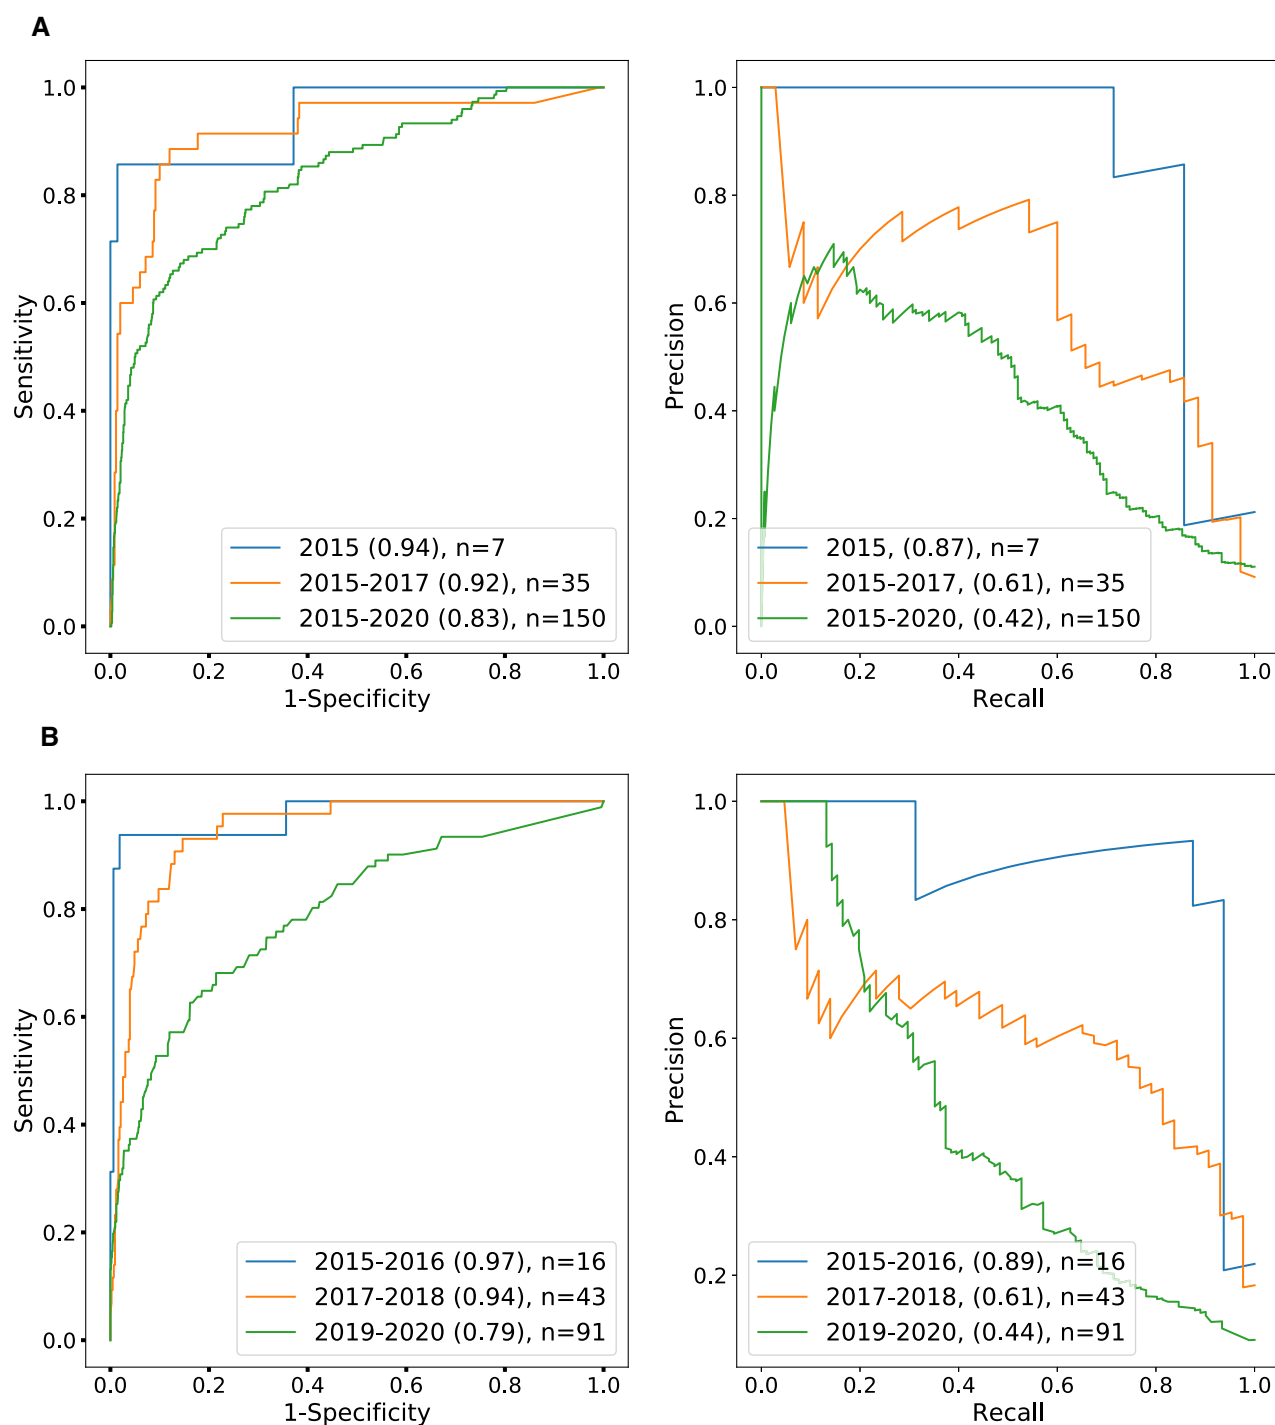 A
1.0
0.8
0.6
0.4
0.2
0.0
Sensitivity
2015 (0.94), n=7
2015-2017 (0.92), n=35
2015-2020 (0.83), n=150
0.0 0.2 0.4 0.6 0.8 1.0
1-Specificity
1.0
0.8
0.6
0.4
0.2
0.0
Precision
2015, (0.87), n=7
2015-2017, (0.61), n=35
2015-2020, (0.42), n=150
0.0 0.2 0.4 0.6 0.8 1.0
Recall
B
1.0
0.8
0.6
0.4
0.2
0.0
Sensitivity
2015-2016 (0.97), n=16
2017-2018 (0.94), n=43
2019-2020 (0.79), n=91
0.0 0.2 0.4 0.6 0.8 1.0
1-Specificity
1.0
0.8
0.6
0.4
0.2
Precision
2015-2016, (0.89), n=16
2017-2018, (0.61), n=43
2019-2020, (0.44), n=91
0.0 0.2 0.4 0.6 0.8 1.0
Recall